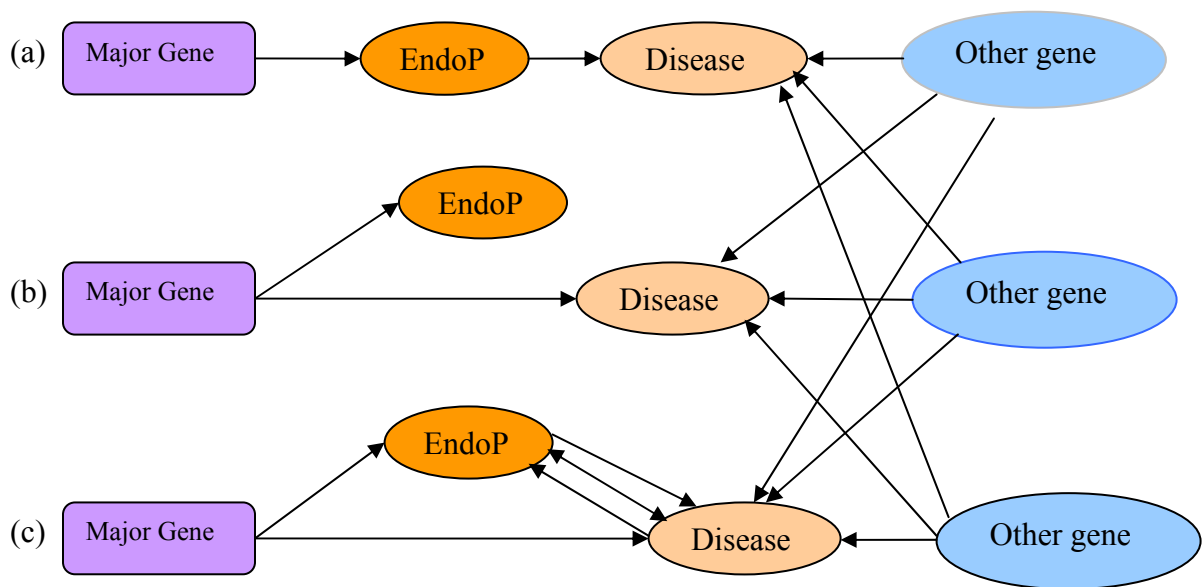 (a) Major Gene EndoP Disease Other gene
EndoP
(b) Major Gene Disease Other gene
EndoP
(c) Major Gene Disease Other gene